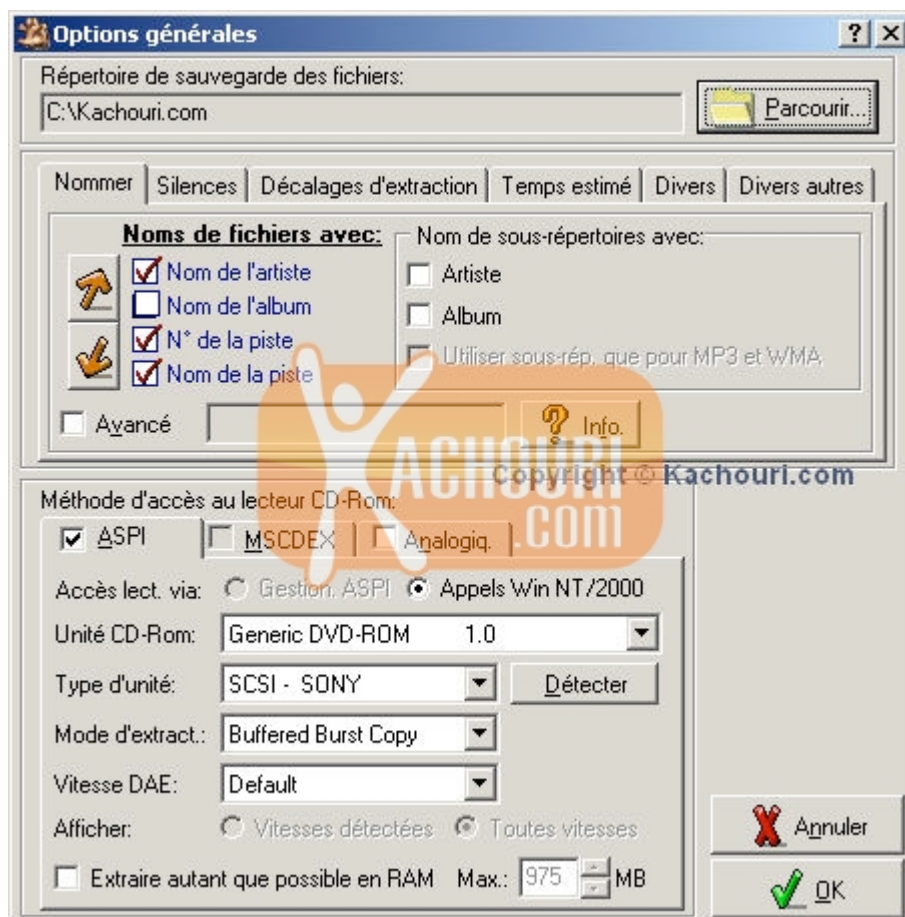 Options générales
Répertoire de sauvegarde des fichiers:
C:\Kachouri.com
Parcourir...
Nommer Silences Décalages d'extraction Temps estimé Divers Divers autres
Noms de fichiers avec:
Nom de l'artiste
Nom de l'album
N° de la piste
Nom de la piste
Nom de sous-répertoires avec:
Artiste
Album
Utiliser sous-rép. que pour MP3 et WMA
Avancé
Info.
KACHOURI
.COM
Copyright © Kachouri.com
Méthode d'accès au lecteur CD-Rom:
ASPI MSCDEX Analogiq.
Accès lect. via: Gestion. ASPI Appels Win NT/2000
Unité CD-Rom: Generic DVD-ROM 1.0
Type d'unité: SCSI - SONY Détecter
Mode d'extract.: Buffered Burst Copy
Vitesse DAE: Default
Afficher: Vitesses détectées Toutes vitesses
Extraire autant que possible en RAM Max.: 975 MB
Annuler
OK